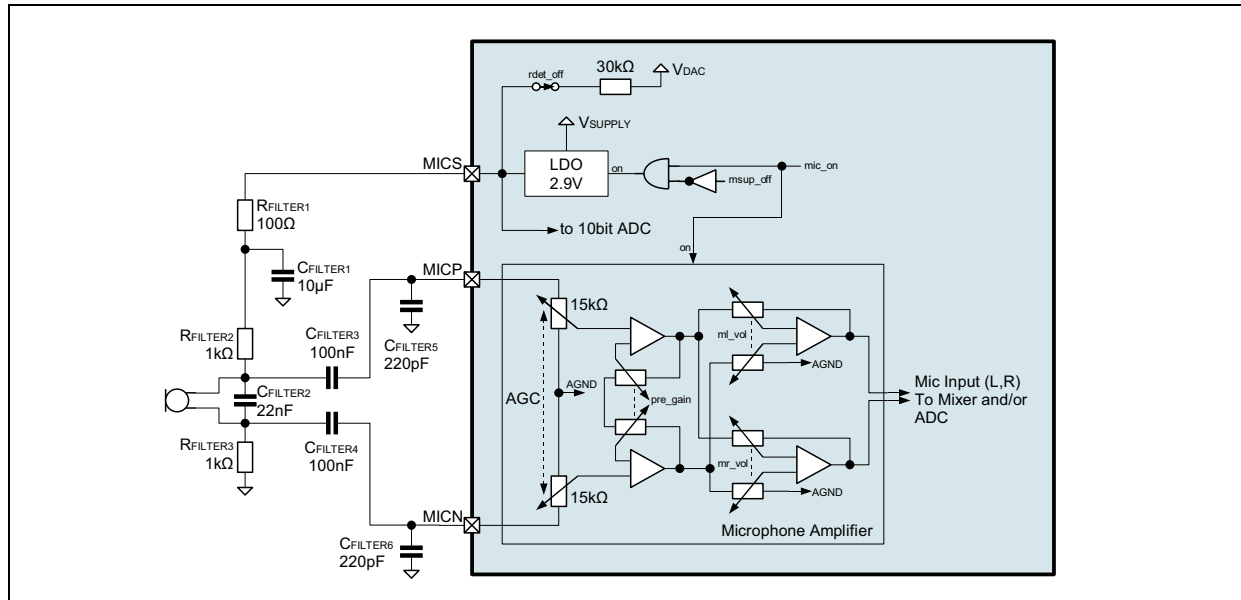 30kΩ
VDAC
rdet_off
VSUPPLY
MICS
LDO
2.9V
on
mic_on
msup_off
RFILTER1
100Ω
to 10bit ADC
on
CFILTER1
10µF
MICP
15kΩ
RFILTER2
1kΩ
CFILTER3
100nF
CFILTER5
220pF
ml_vol
AGND
AGND
AGC
pre_gain
CFILTER2
22nF
Mic Input (L,R)
To Mixer and/or
ADC
RFILTER3
1kΩ
CFILTER4
100nF
mr_vol
15kΩ
AGND
MICN
Microphone Amplifier
CFILTER6
220pF